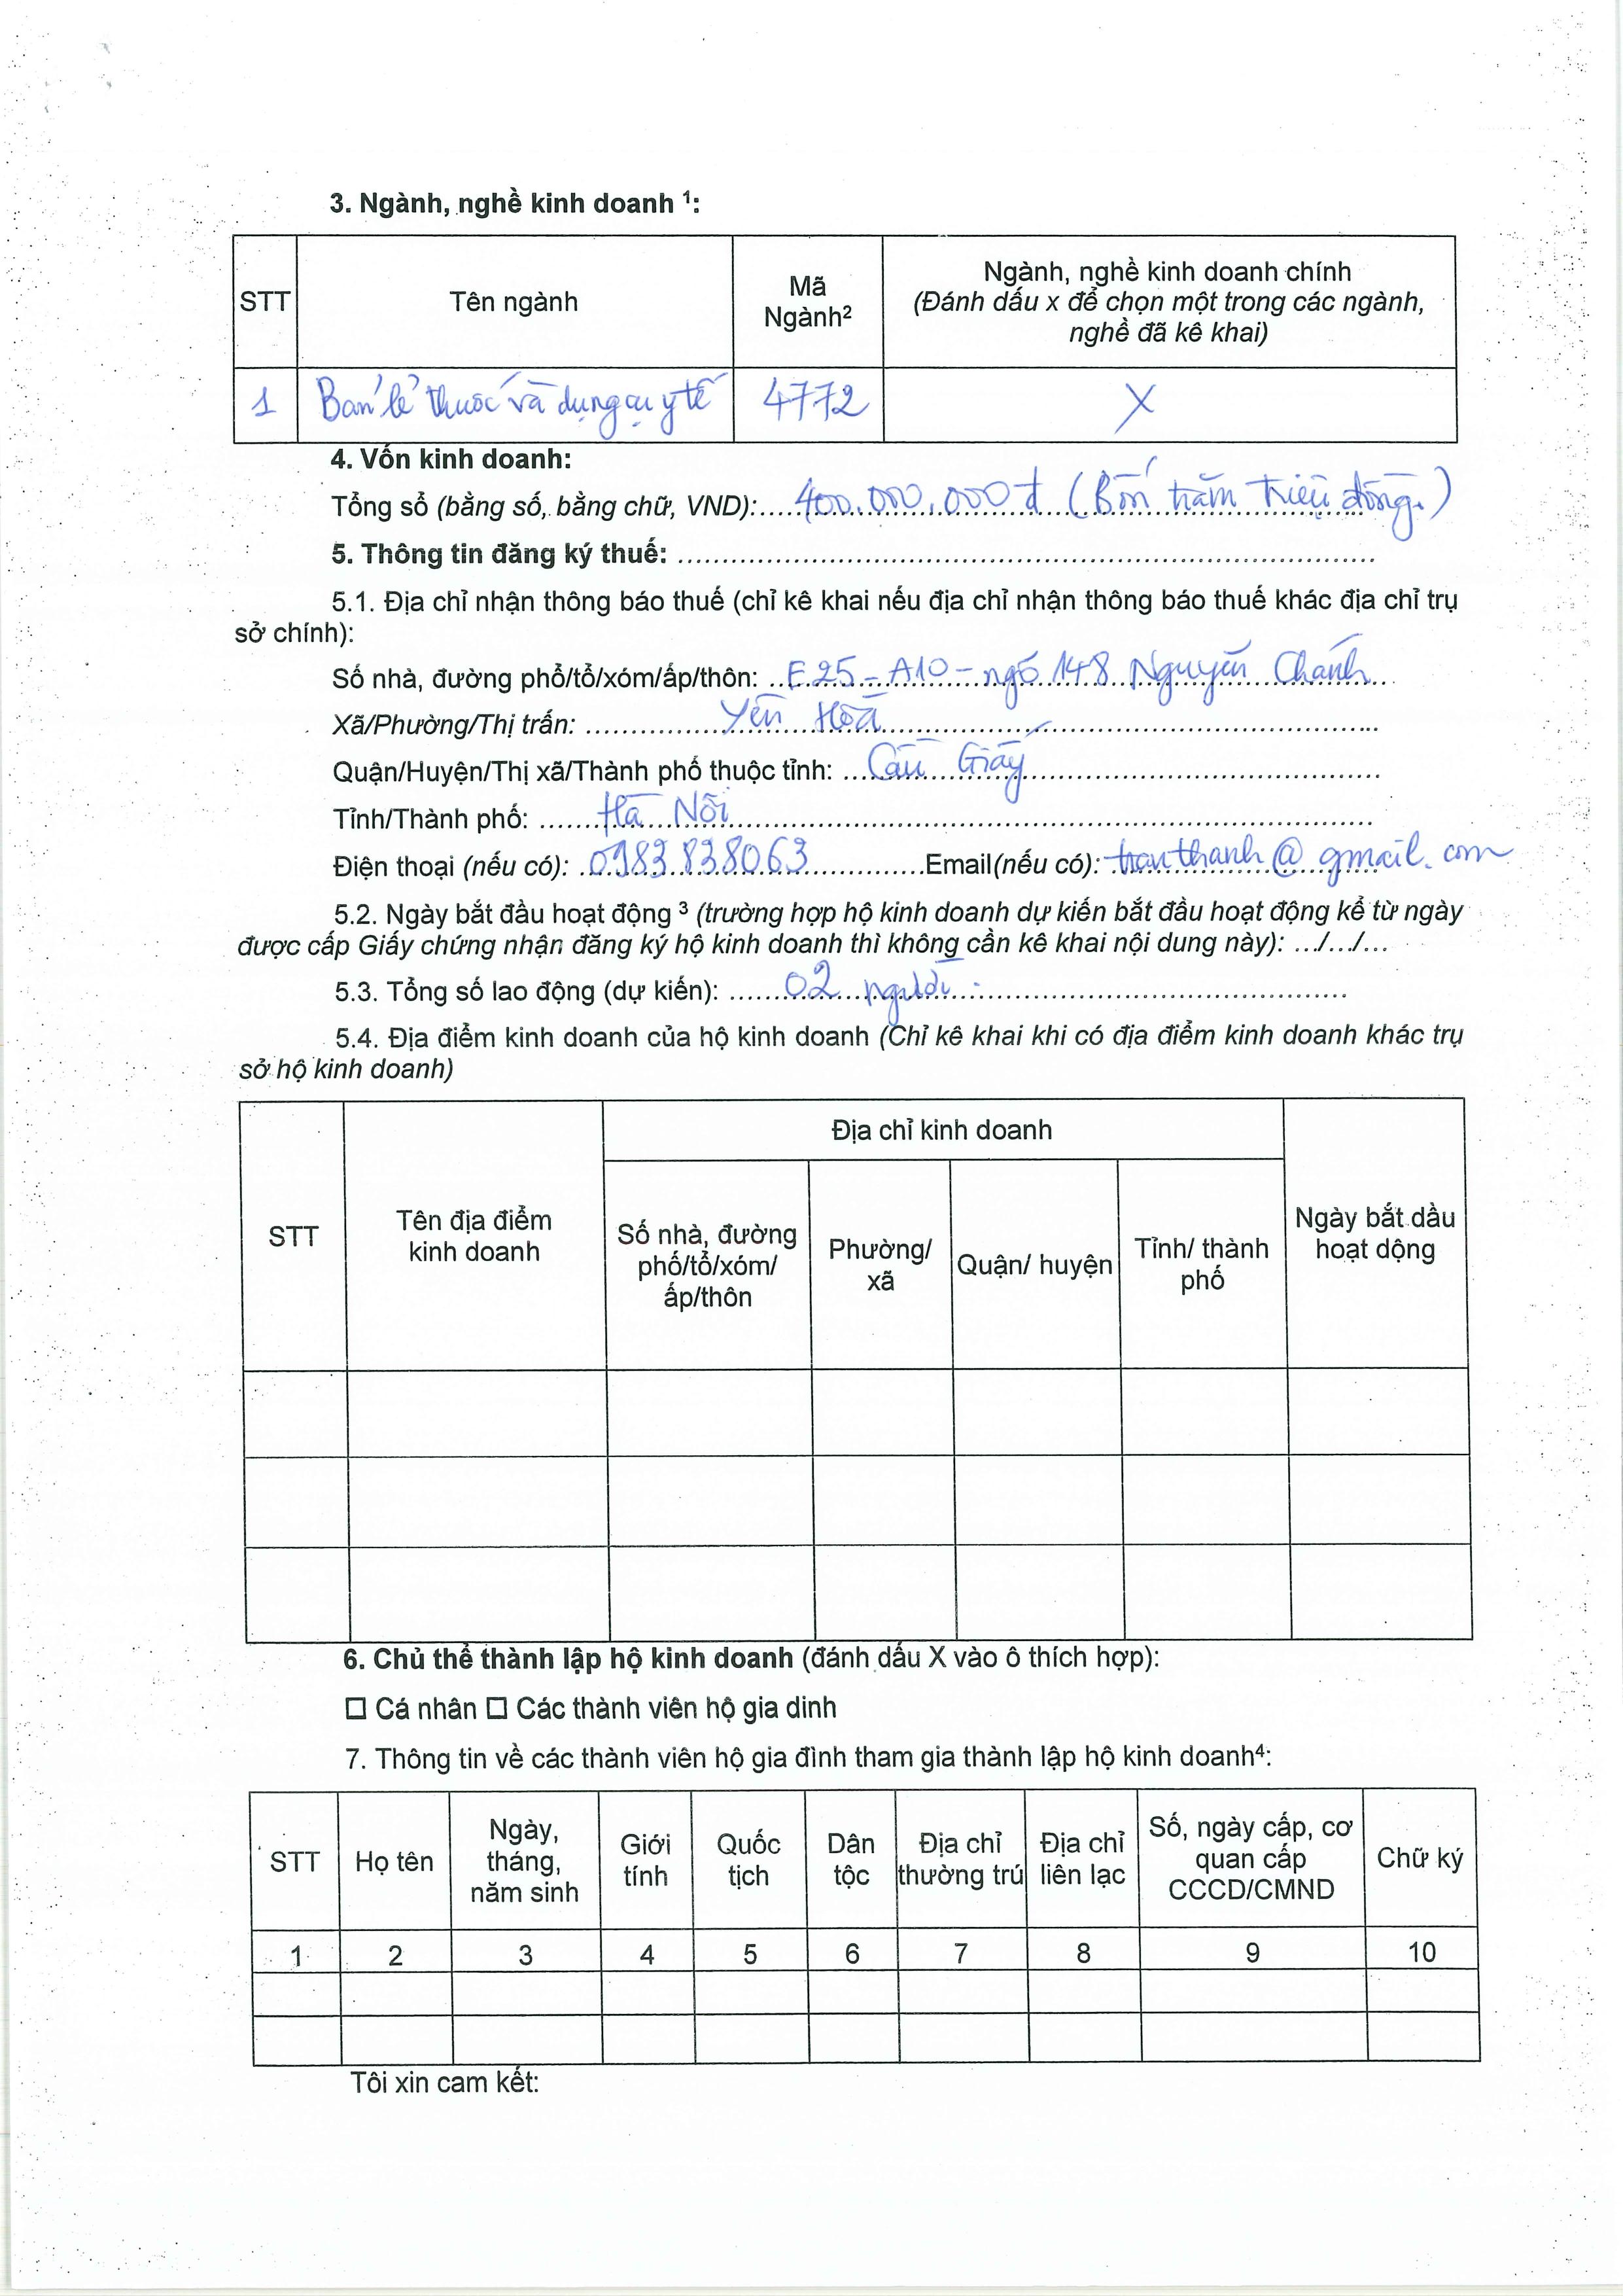 3. Ngành, nghề kinh doanh ¹:
STT
Tên ngành
Mã
Ngành²
Ngành, nghề kinh doanh chính
(Đánh dấu x để chọn một trong các ngành,
nghề đã kê khai)
1 Bán lẻ thuốc và dụng cụ y tế 4772 X
4. Vốn kinh doanh:
Tổng số (bằng số, bằng chữ, VND): 400.000.000đ (Bốn trăm triệu đồng.)
5. Thông tin đăng ký thuế: ........................
5.1. Địa chỉ nhận thông báo thuế (chỉ kê khai nếu địa chỉ nhận thông báo thuế khác địa chỉ trụ
sở chính):
Số nhà, đường phố/tổ/xóm/ấp/thôn: E25 - A10 - ngõ 148 Nguyễn Chánh
Xã/Phường/Thị trấn: Yên Hoà
Quận/Huyện/Thị xã/Thành phố thuộc tỉnh: Cầu Giấy
Tỉnh/Thành phố: Hà Nội
Điện thoại (nếu có): 0983.838063 Email(nếu có): tranthanh@gmail.com
5.2. Ngày bắt đầu hoạt động ³ (trường hợp hộ kinh doanh dự kiến bắt đầu hoạt động kể từ ngày
được cấp Giấy chứng nhận đăng ký hộ kinh doanh thì không cần kê khai nội dung này): .../.../...
5.3. Tổng số lao động (dự kiến): 02 người.
5.4. Địa điểm kinh doanh của hộ kinh doanh (Chỉ kê khai khi có địa điểm kinh doanh khác trụ
sở hộ kinh doanh)
STT
Tên địa điểm
kinh doanh
Địa chỉ kinh doanh
Số nhà, đường
phố/tổ/xóm/
ấp/thôn
Phường/
xã
Quận/ huyện
Tỉnh/ thành
phố
Ngày bắt dầu
hoạt dộng
6. Chủ thể thành lập hộ kinh doanh (đánh dấu X vào ô thích hợp):
☐ Cá nhân ☐ Các thành viên hộ gia dinh
7. Thông tin về các thành viên hộ gia đình tham gia thành lập hộ kinh doanh⁴:
STT
Họ tên
Ngày,
tháng,
năm sinh
Giới
tính
Quốc
tịch
Dân
tộc
Địa chỉ
thường trú
Địa chỉ
liên lạc
Số, ngày cấp, cơ
quan cấp
CCCD/CMND
Chữ ký
1 2 3 4 5 6 7 8 9 10
Tôi xin cam kết: